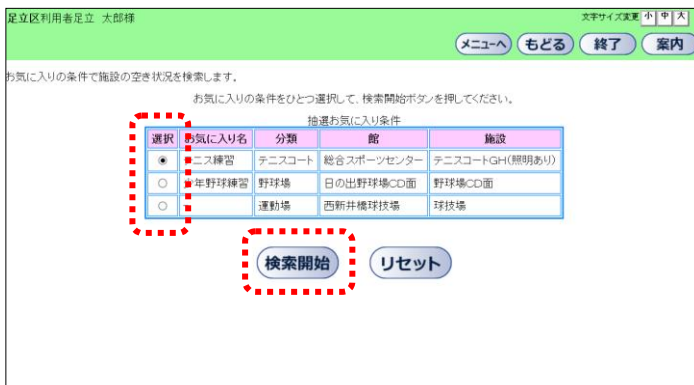 足立区利用者足立 太郎様
文字サイズ変更 小 中 大
メニューへ もどる 終了 案内
お気に入りの条件で施設の空き状況を検索します。
お気に入りの条件をひとつ選択して、検索開始ボタンを押してください。
抽選お気に入り条件
選択 お気に入り名 分類 館 施設
テニス練習 テニスコート 総合スポーツセンター テニスコートGH(照明あり)
少年野球練習 野球場 日の出野球場CD面 野球場CD面
- 運動場 西新井橋球技場 球技場
検索開始 リセット